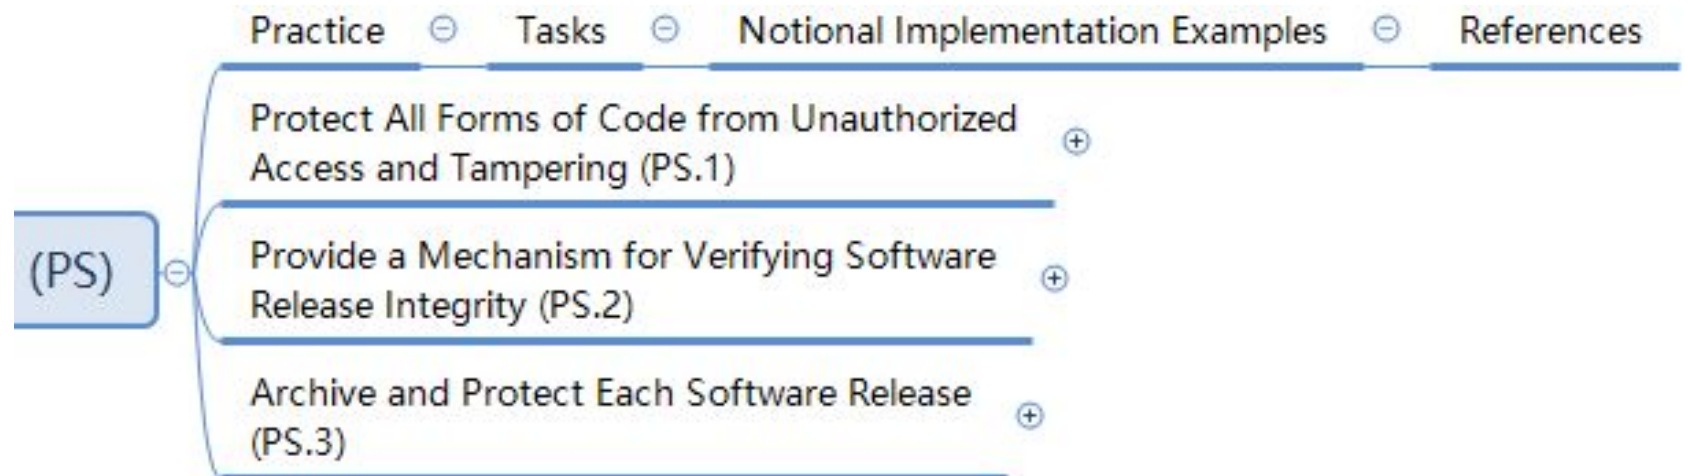 Practice Tasks Notional Implementation Examples References
Protect All Forms of Code from Unauthorized
Access and Tampering (PS.1)
(PS)
Provide a Mechanism for Verifying Software
Release Integrity (PS.2)
Archive and Protect Each Software Release
(PS.3)